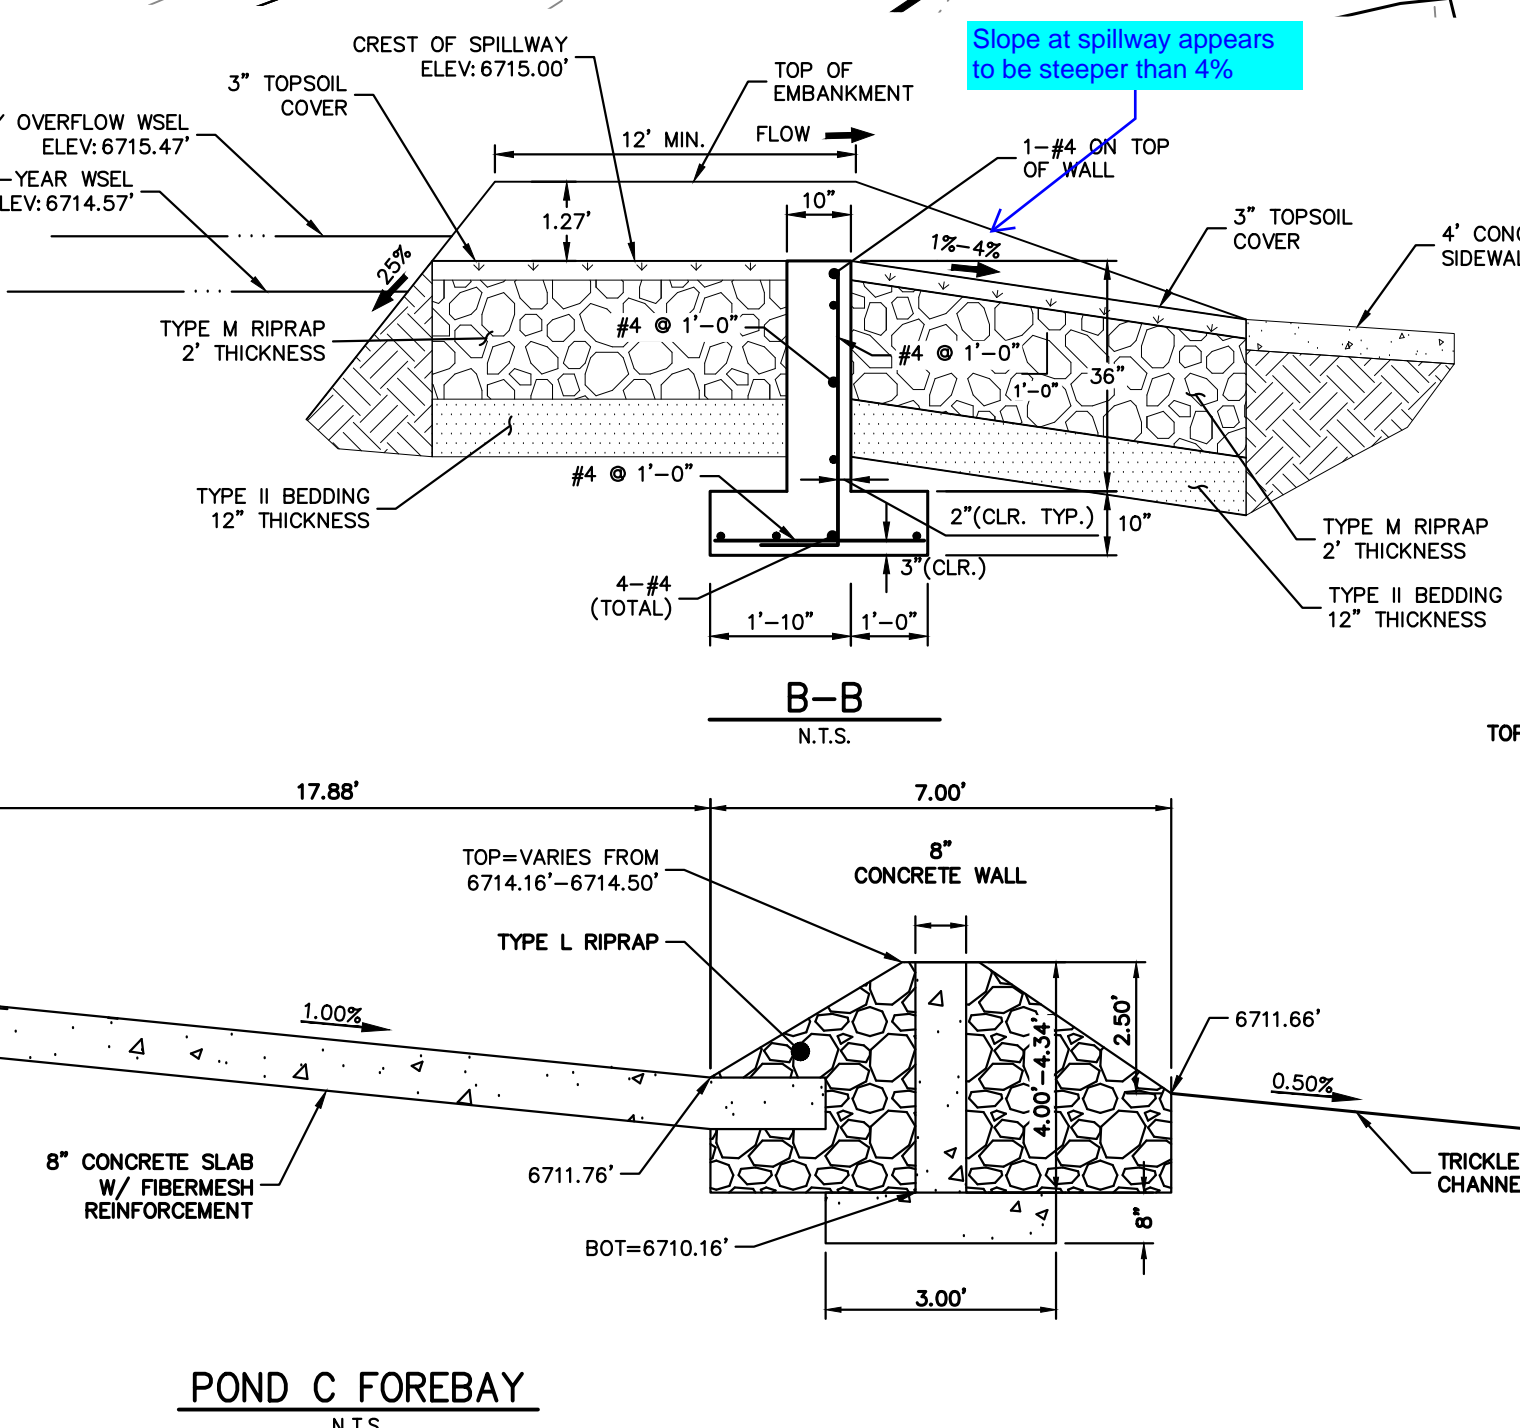 CREST OF SPILLWAY
ELEV:6715.00'
3" TOPSOIL
COVER
TOP OF
EMBANKMENT
Slope at spillway appears
to be steeper than 4%
OVERFLOW WSEL
ELEV:6715.47'
12' MIN.
FLOW
1-#4 ON TOP
OF WALL
-YEAR WSEL
LEV:6714.57'
1.27'
10"
25%
1%-4%
3" TOPSOIL
COVER
4' CONC
SIDEWAL
TYPE M RIPRAP
2' THICKNESS
#4 @ 1'-0"
#4 @ 1'-0"
1'-0"
36"
#4 @ 1'-0"
TYPE II BEDDING
12" THICKNESS
2"(CLR. TYP.)
10"
TYPE M RIPRAP
2' THICKNESS
3"(CLR.)
4-#4
(TOTAL)
TYPE II BEDDING
12" THICKNESS
1'-10"
1'-0"
B-B
N.T.S.
TOP
17.88'
7.00'
TOP=VARIES FROM
6714.16'-6714.50'
8"
CONCRETE WALL
TYPE L RIPRAP
1.00%
2.50'
4.00'-4.34'
6711.66'
0.50%
8" CONCRETE SLAB
W/ FIBERMESH
REINFORCEMENT
6711.76'
TRICKLE
CHANNE
8"
BOT=6710.16'
3.00'
POND C FOREBAY
N.T.S.